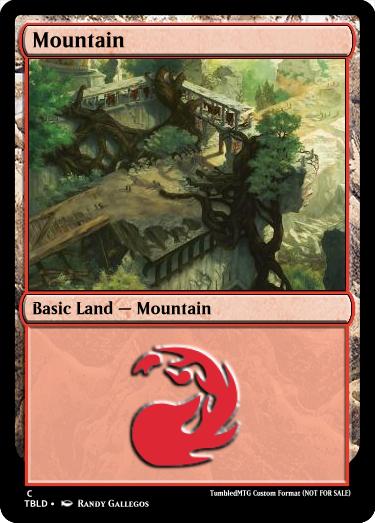 Mountain
Basic Land — Mountain
C
TBLD • Randy Gallegos
TumbledMTG Custom Format (NOT FOR SALE)